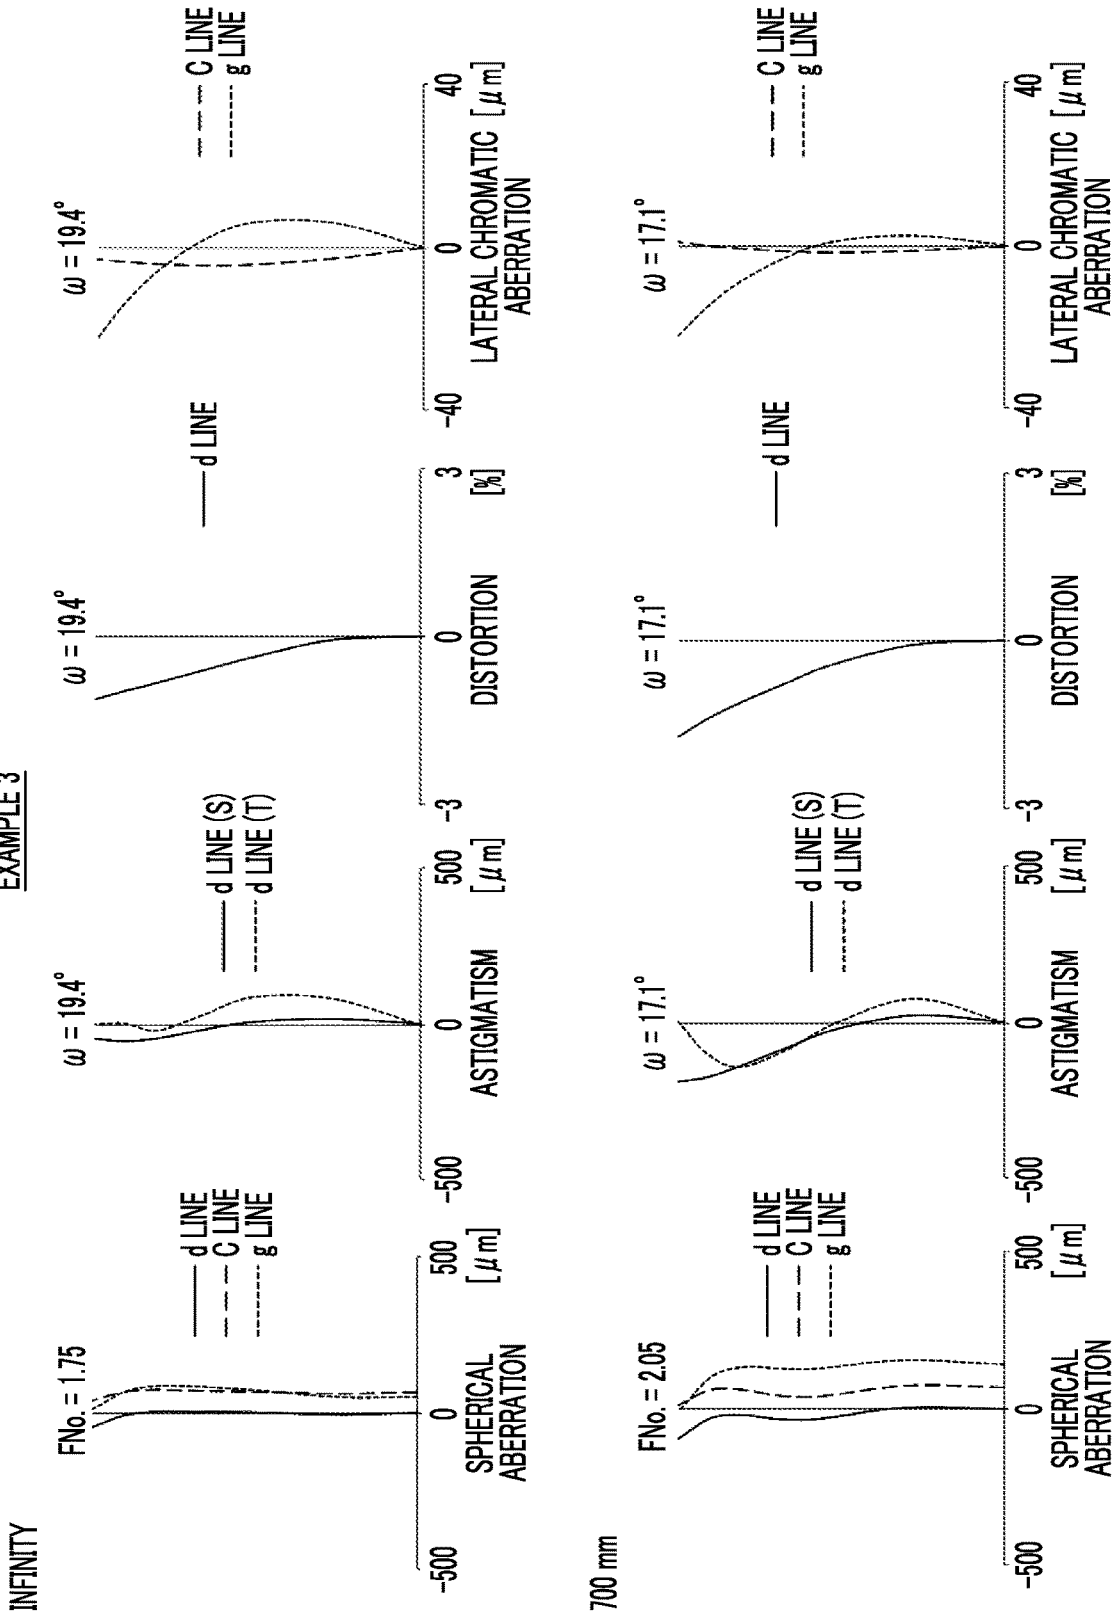 EXAMPLE 3
INFINITY
FNo. = 1.75
d LINE
C LINE
g LINE
-500
0
500
[μm]
SPHERICAL
ABERRATION
ω = 19.4°
d LINE (S)
d LINE (T)
-500
0
500
[μm]
ASTIGMATISM
ω = 19.4°
d LINE
-3
0
3
[%]
DISTORTION
ω = 19.4°
C LINE
g LINE
-40
0
40
[μm]
LATERAL CHROMATIC
ABERRATION
700 mm
FNo. = 2.05
d LINE
C LINE
g LINE
-500
0
500
[μm]
SPHERICAL
ABERRATION
ω = 17.1°
d LINE (S)
d LINE (T)
-500
0
500
[μm]
ASTIGMATISM
ω = 17.1°
d LINE
-3
0
3
[%]
DISTORTION
ω = 17.1°
C LINE
g LINE
-40
0
40
[μm]
LATERAL CHROMATIC
ABERRATION